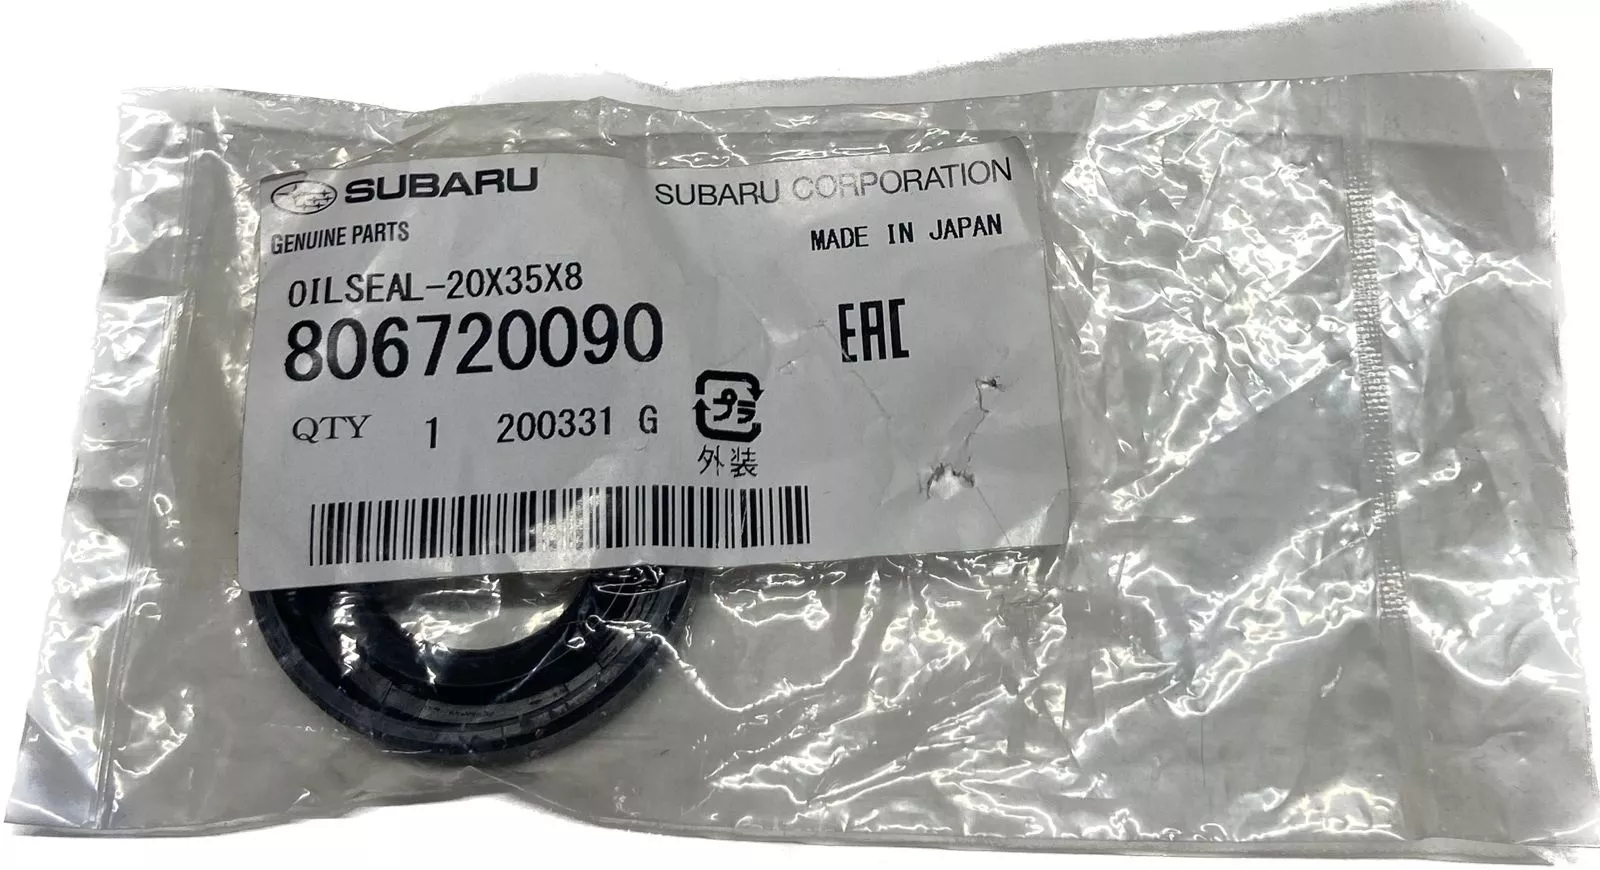 SUBARU
SUBARU CORPORATION
GENUINE PARTS
MADE IN JAPAN
OILSEAL-20X35X8
806720090
EAC
QTY 1 200331 G
プラ
外装